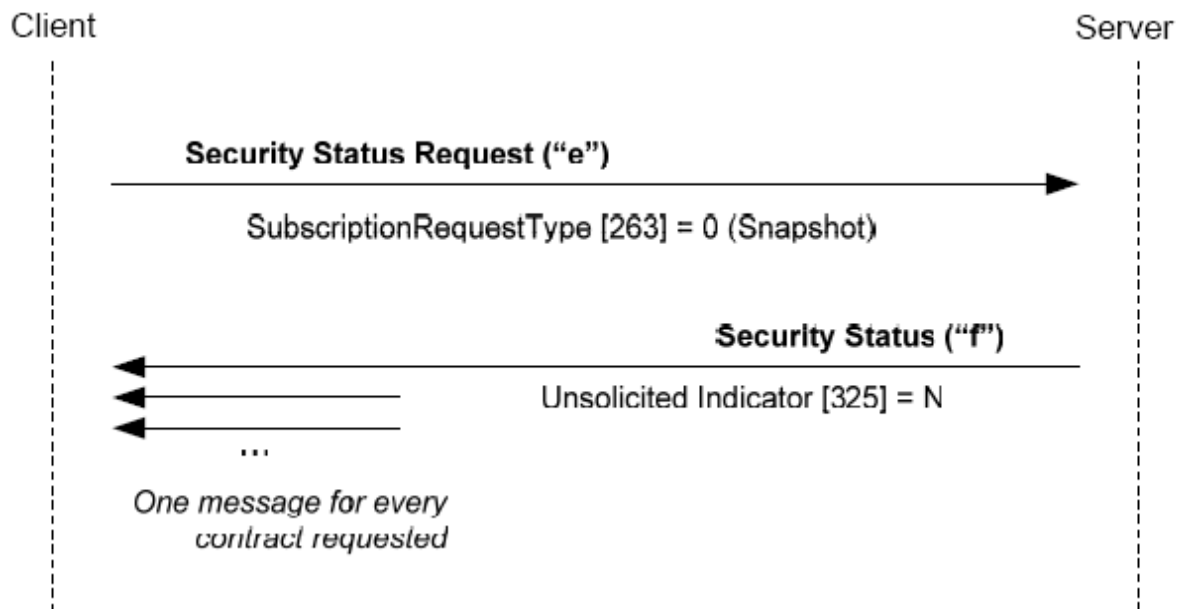 Client
Server
Security Status Request (“e”)
SubscriptionRequestType [263] = 0 (Snapshot)
Security Status (“f”)
Unsolicited Indicator [325] = N
...
One message for every
contract requested